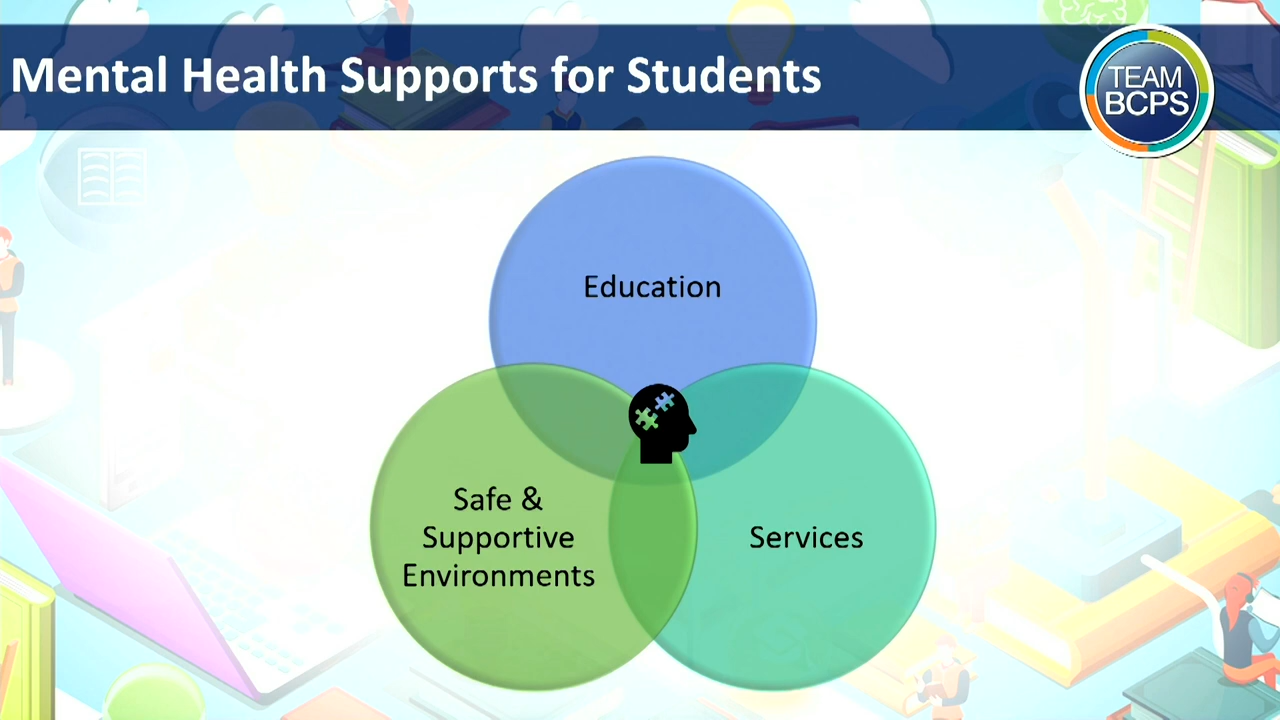 Mental Health Supports for Students
TEAM
BCPS
Education
Safe &
Supportive
Environments
Services